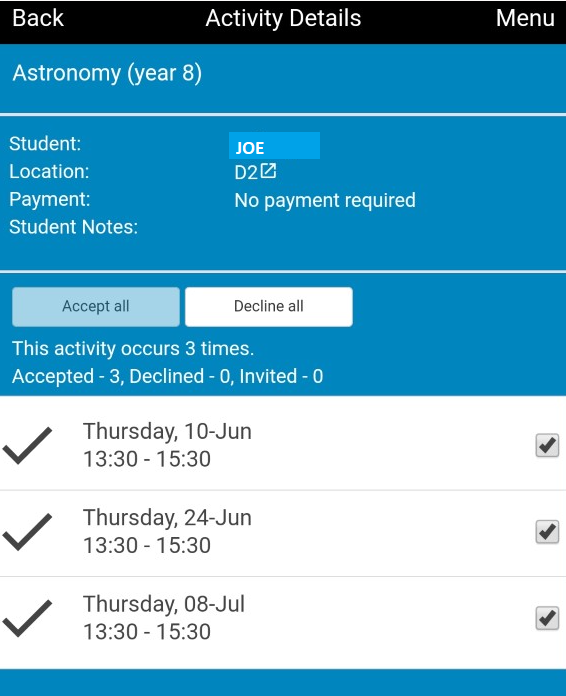 Back Activity Details Menu
Astronomy (year 8)
Student: JOE
Location: D2
Payment: No payment required
Student Notes:
Accept all Decline all
This activity occurs 3 times.
Accepted - 3, Declined - 0, Invited - 0
Thursday, 10-Jun
13:30 - 15:30
Thursday, 24-Jun
13:30 - 15:30
Thursday, 08-Jul
13:30 - 15:30